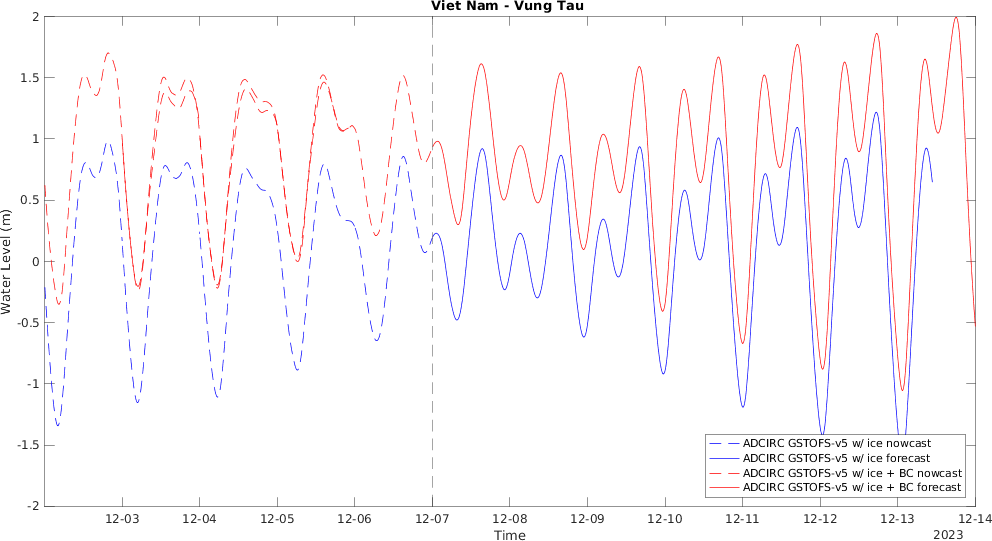 Viet Nam - Vung Tau
2
1.5
1
0.5
0
-0.5
-1
-1.5
-2
Water Level (m)
ADCIRC GSTOFS-v5 w/ ice nowcast
ADCIRC GSTOFS-v5 w/ ice forecast
ADCIRC GSTOFS-v5 w/ ice + BC nowcast
ADCIRC GSTOFS-v5 w/ ice + BC forecast
12-03 12-04 12-05 12-06 12-07 12-08 12-09 12-10 12-11 12-12 12-13 12-14
Time
2023